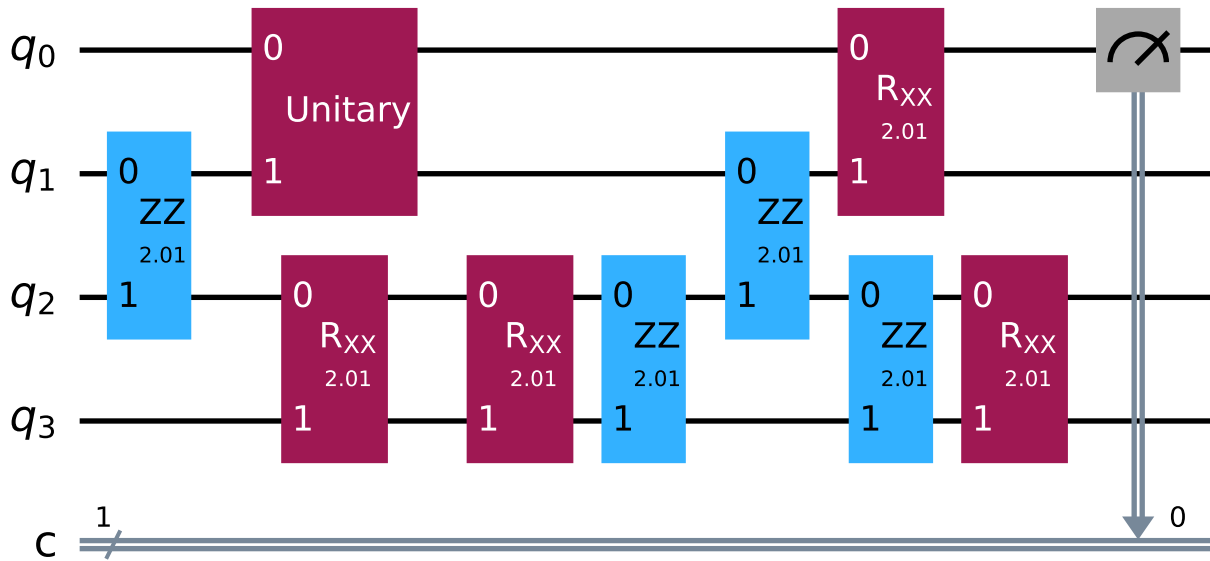 q0 0 Unitary 0 RXX 2.01
q1 0 ZZ 2.01 1 0 ZZ 2.01 1
q2 1 0 RXX 2.01 0 RXX 2.01 0 ZZ 2.01 1 0 ZZ 2.01 0 RXX 2.01
q3 1 1 1 1 1
c 1 0